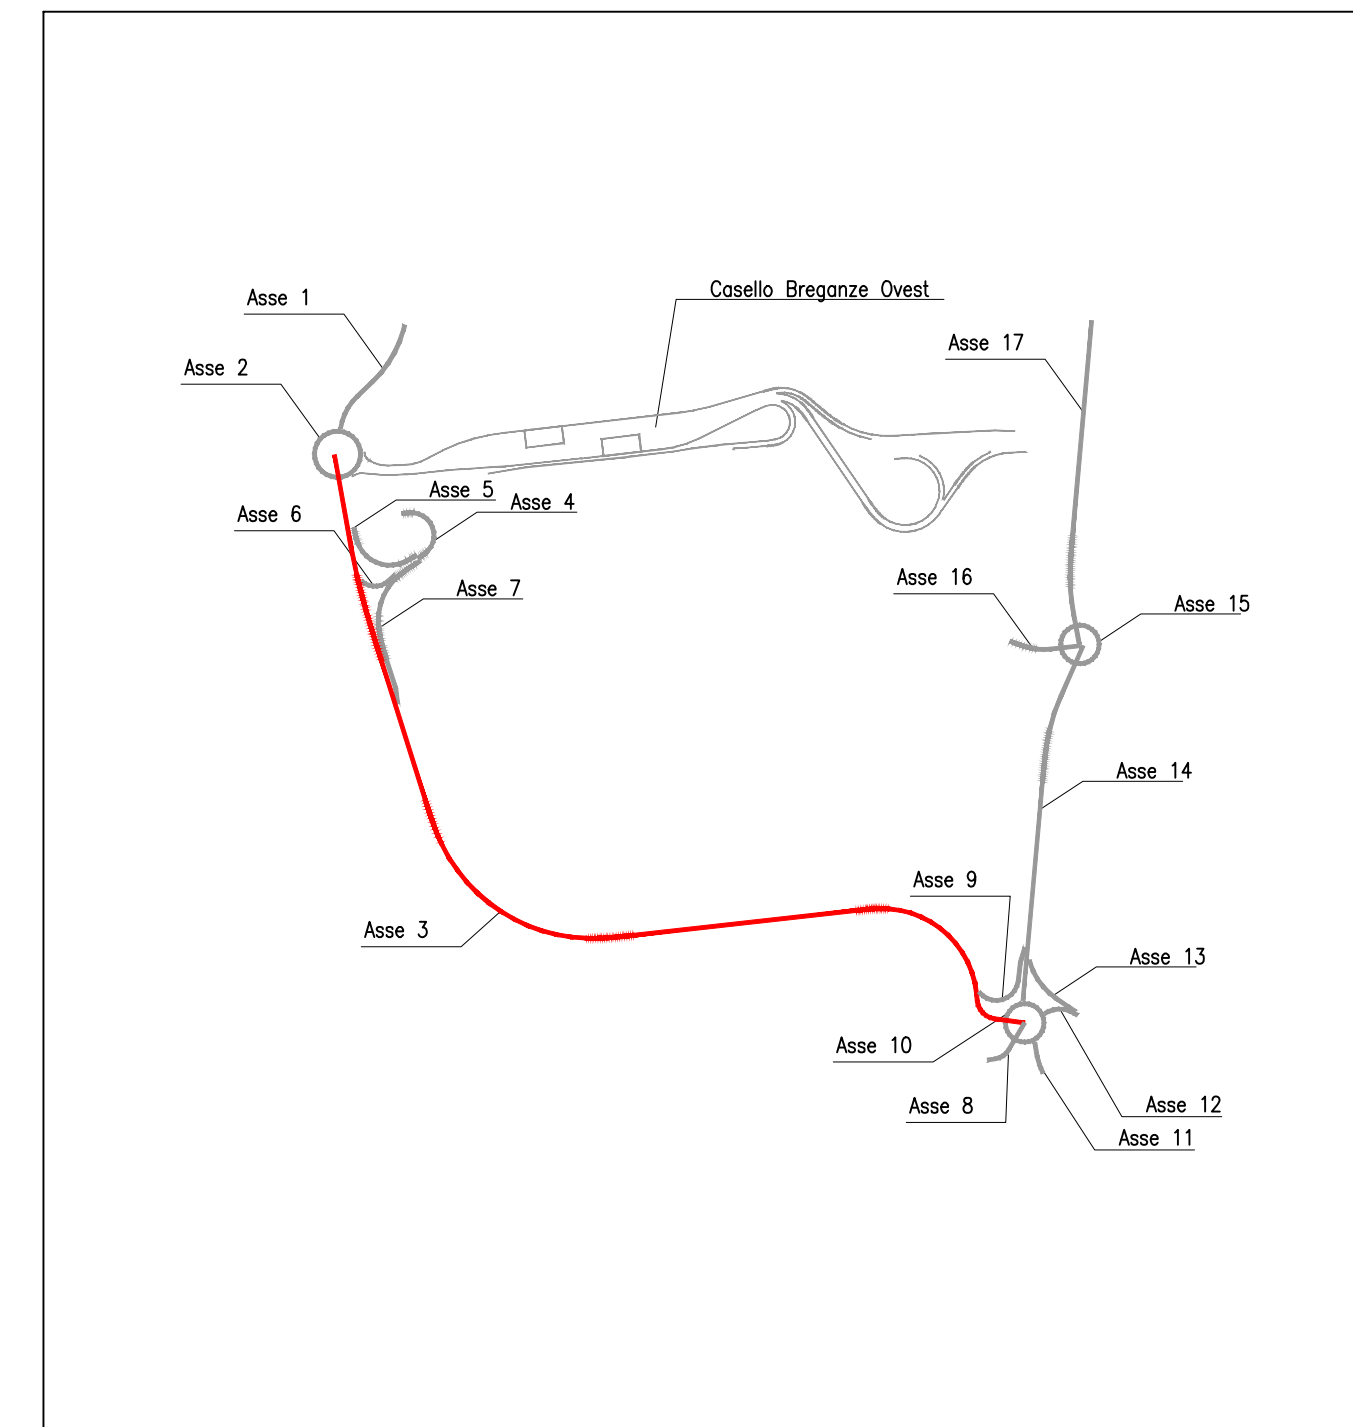 Casello Breganze Ovest
Asse 1
Asse 17
Asse 2
Asse 5
Asse 4
Asse 6
Asse 16
Asse 7
Asse 15
Asse 14
Asse 9
Asse 3
Asse 13
Asse 10
Asse 8
Asse 12
Asse 11